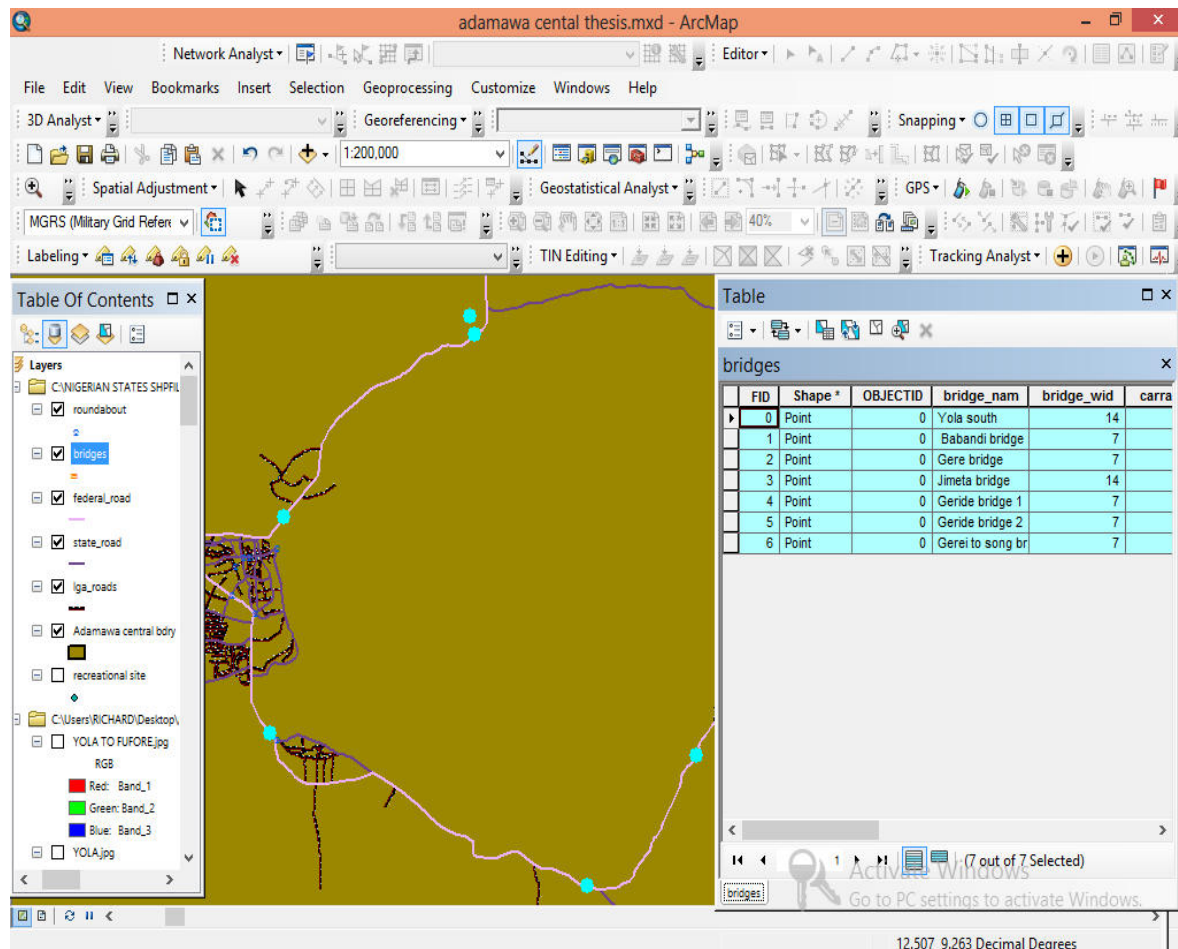 adamawa cental thesis.mxd - ArcMap
Network Analyst Editor
File Edit View Bookmarks Insert Selection Geoprocessing Customize Windows Help
3D Analyst Georeferencing Snapping
1:200,000
Spatial Adjustment Geostatistical Analyst GPS
MGRS (Military Grid Referen 40%
Labeling TIN Editing Tracking Analyst
Table Of Contents
Layers
C:\NIGERIAN STATES SHPFIL
roundabout
bridges
federal_road
state_road
lga_roads
Adamawa central bdry
recreational site
C:\Users\RICHARD\Desktop\
YOLA TO FUFORE.jpg
RGB
Red: Band_1
Green: Band_2
Blue: Band_3
YOLA.jpg
Table
bridges
FID Shape * OBJECTID bridge_nam bridge_wid carra
0 Point 0 Yola south 14
1 Point 0 Babandi bridge 7
2 Point 0 Gere bridge 7
3 Point 0 Jimeta bridge 14
4 Point 0 Geride bridge 1 7
5 Point 0 Geride bridge 2 7
6 Point 0 Gerei to song br 7
1 (7 out of 7 Selected)
bridges
Activate Windows
Go to PC settings to activate Windows.
12.507 9.263 Decimal Degrees